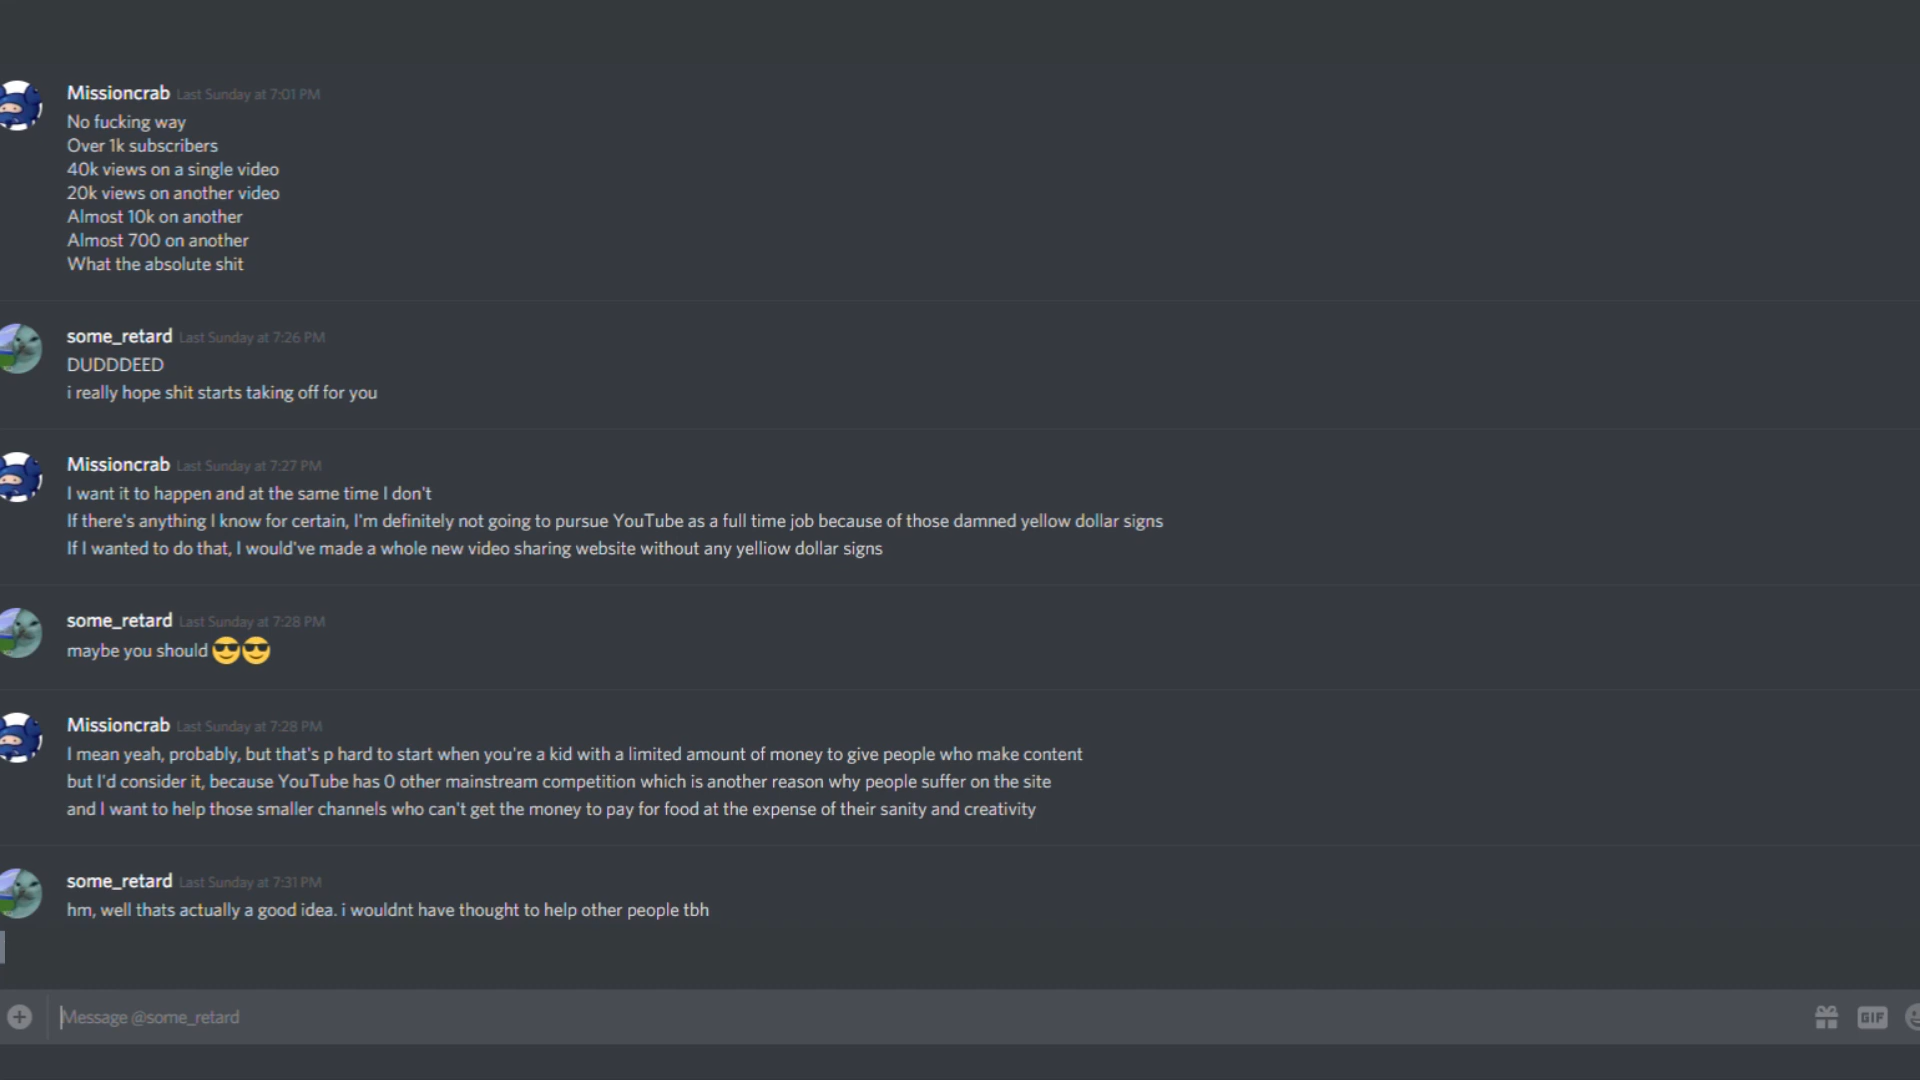 Missioncrab Last Sunday at 7:01 PM
No fucking way
Over 1k subscribers
40k views on a single video
20k views on another video
Almost 10k on another
Almost 700 on another
What the absolute shit
some_retard Last Sunday at 7:26 PM
DUDDDEED
i really hope shit starts taking off for you
Missioncrab Last Sunday at 7:27 PM
I want it to happen and at the same time I don't
If there's anything I know for certain, I'm definitely not going to pursue YouTube as a full time job because of those damned yellow dollar signs
If I wanted to do that, I would've made a whole new video sharing website without any yelliow dollar signs
some_retard Last Sunday at 7:28 PM
maybe you should 😎😎
Missioncrab Last Sunday at 7:28 PM
I mean yeah, probably, but that's p hard to start when you're a kid with a limited amount of money to give people who make content
but I'd consider it, because YouTube has 0 other mainstream competition which is another reason why people suffer on the site
and I want to help those smaller channels who can't get the money to pay for food at the expense of their sanity and creativity
some_retard Last Sunday at 7:31 PM
hm, well thats actually a good idea. i wouldnt have thought to help other people tbh
Message @some_retard
GIF